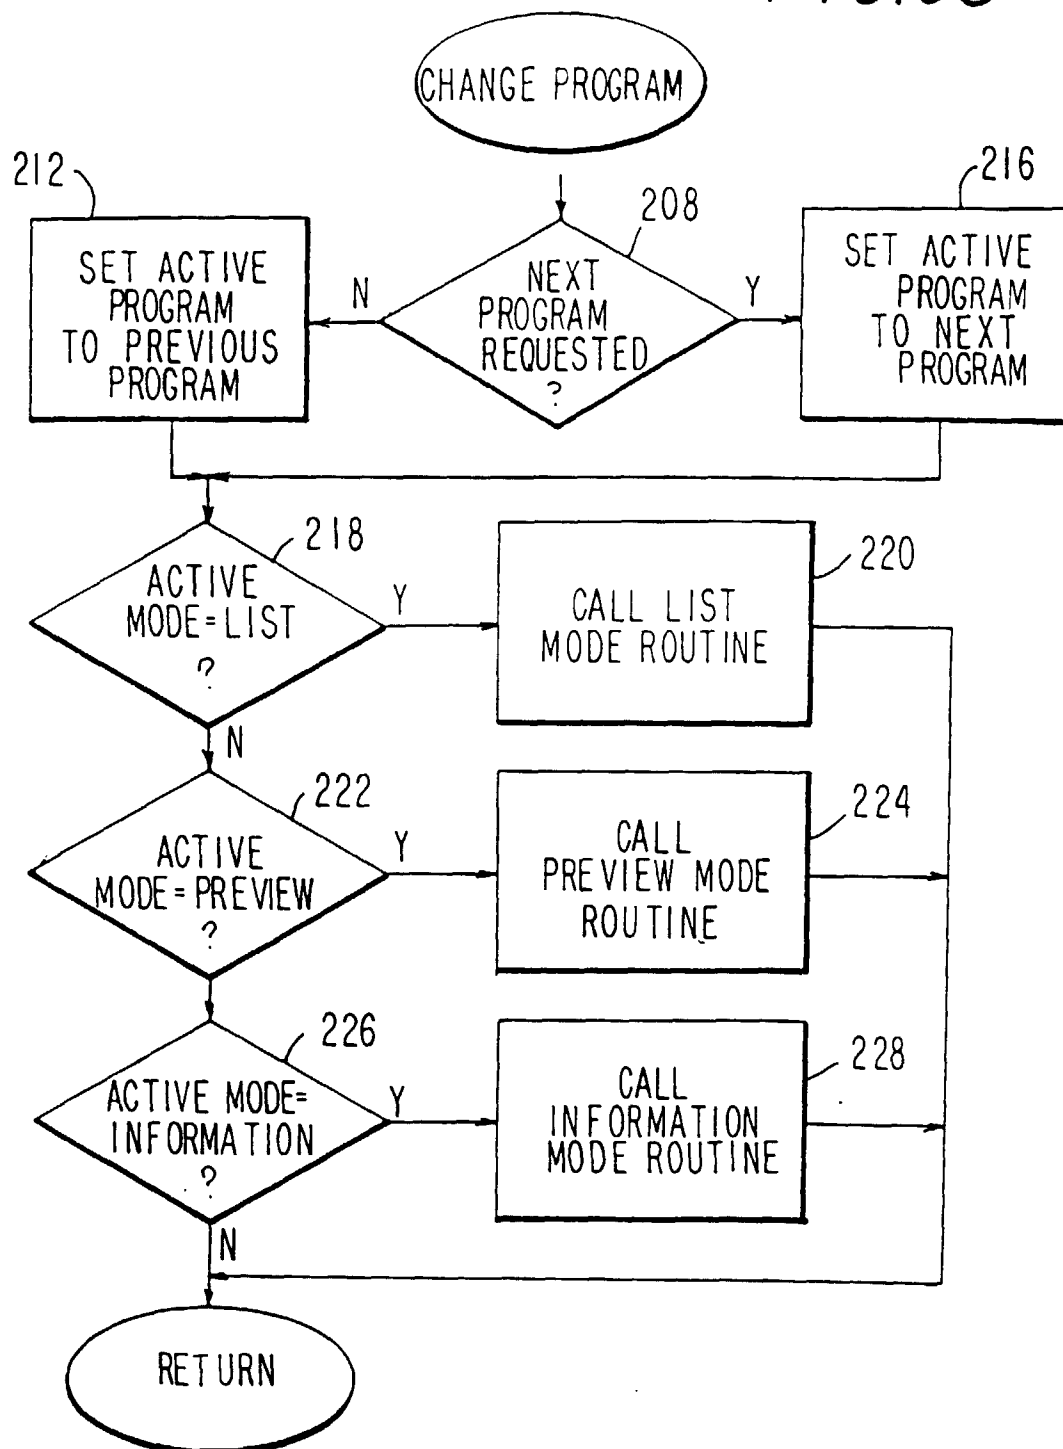 CHANGE PROGRAM
212
208
216
SET ACTIVE
PROGRAM
TO PREVIOUS
PROGRAM
N
NEXT
PROGRAM
REQUESTED
?
Y
SET ACTIVE
PROGRAM
TO NEXT
PROGRAM
218
ACTIVE
MODE=LIST
?
Y
CALL LIST
MODE ROUTINE
220
N
222
ACTIVE
MODE=PREVIEW
?
Y
CALL
PREVIEW MODE
ROUTINE
224
226
ACTIVE MODE=
INFORMATION
?
Y
CALL
INFORMATION
MODE ROUTINE
228
N
RETURN